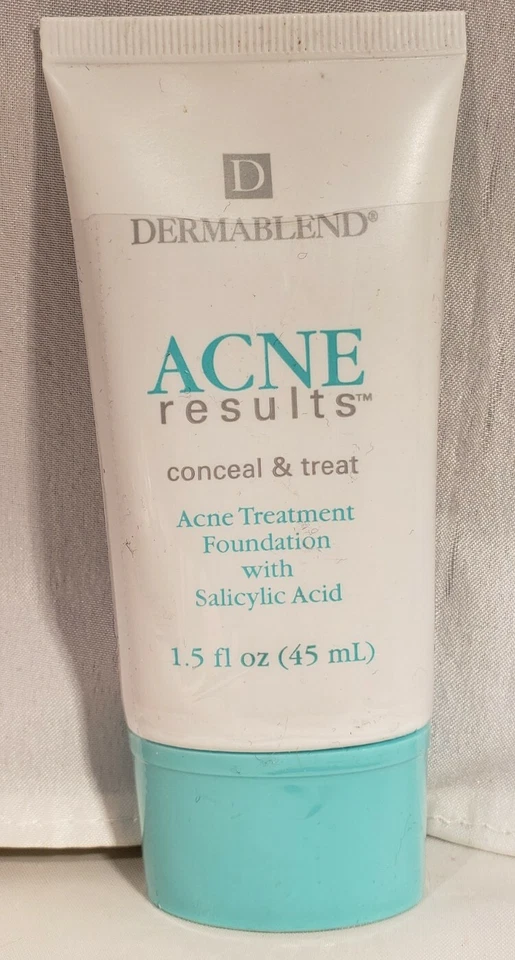 D
DERMABLEND®
ACNE
results™
conceal & treat
Acne Treatment
Foundation
with
Salicylic Acid
1.5 fl oz (45 mL)